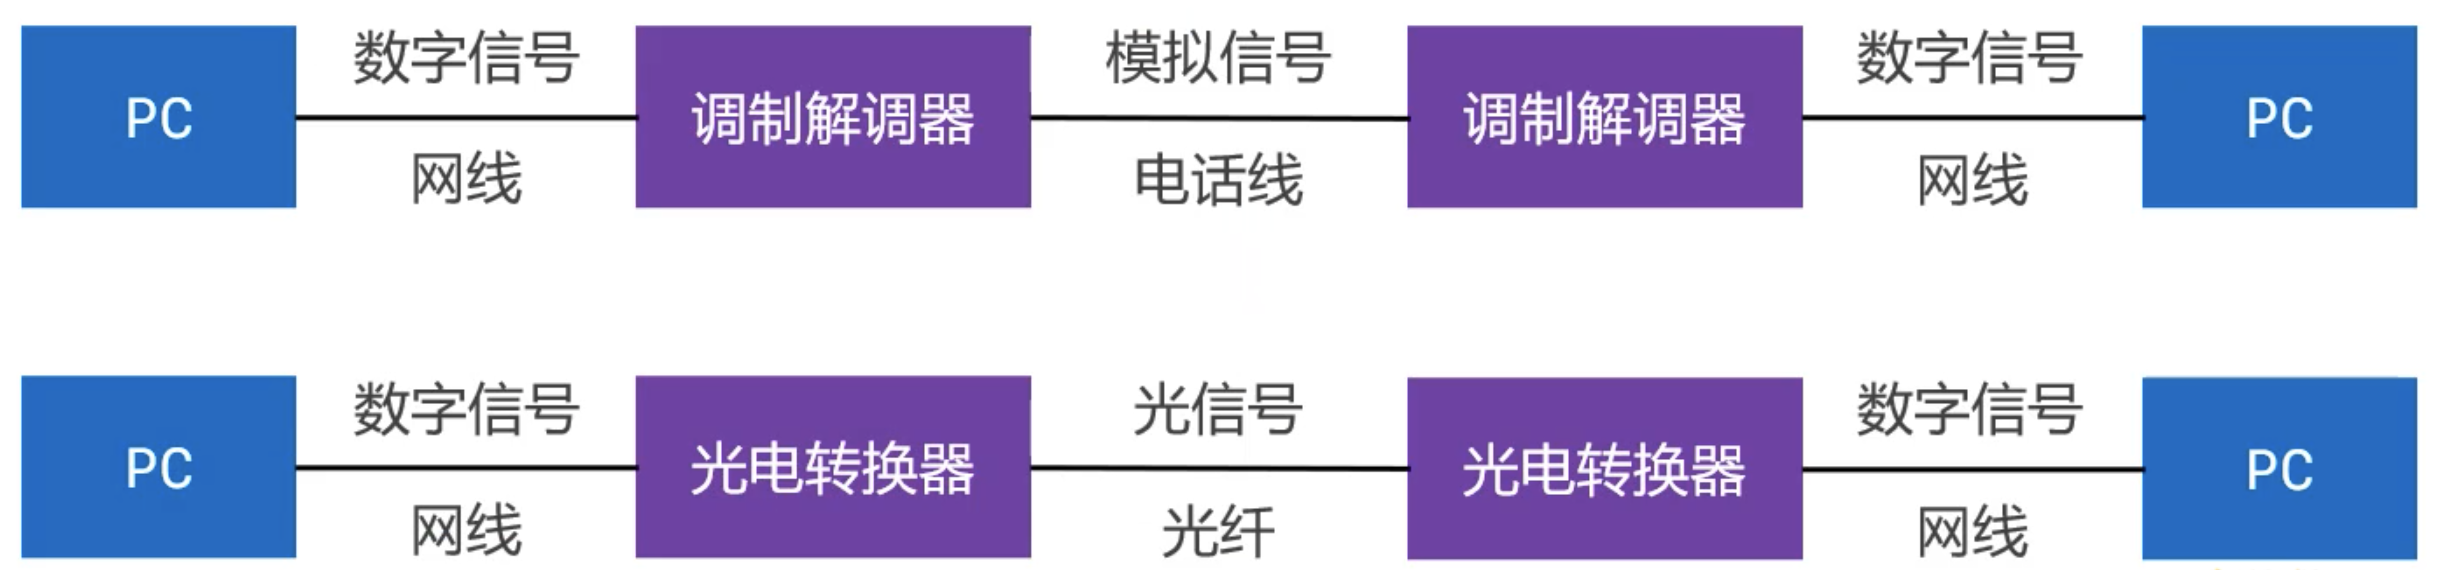 数字信号 模拟信号 数字信号
PC 调制解调器 调制解调器 PC
网线 电话线 网线
数字信号 光信号 数字信号
PC 光电转换器 光电转换器 PC
网线 光纤 网线